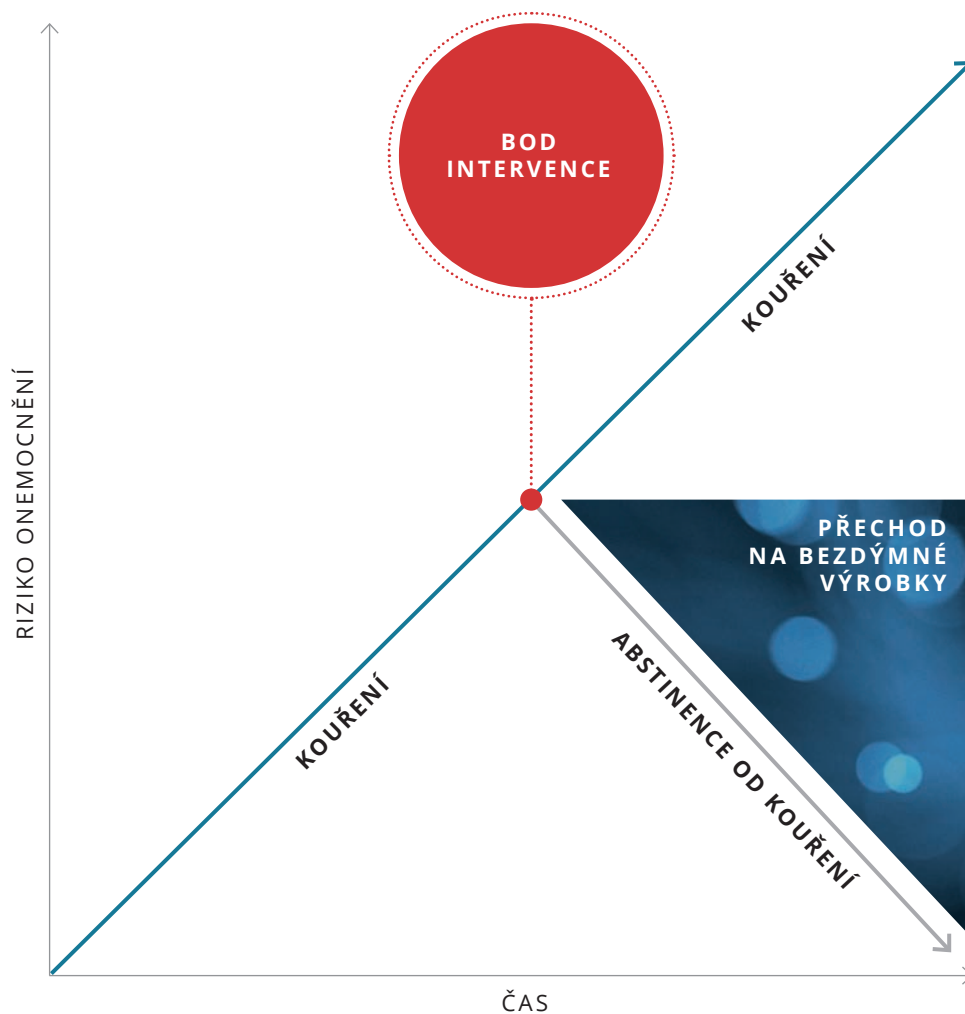 BOD
INTERVENCE
KOUŘENÍ
RIZIKO ONEMOCNĚNÍ
PŘECHOD
NA BEZDÝMNÉ
VÝROBKY
ABSTINENCE OD KOUŘENÍ
KOUŘENÍ
ČAS